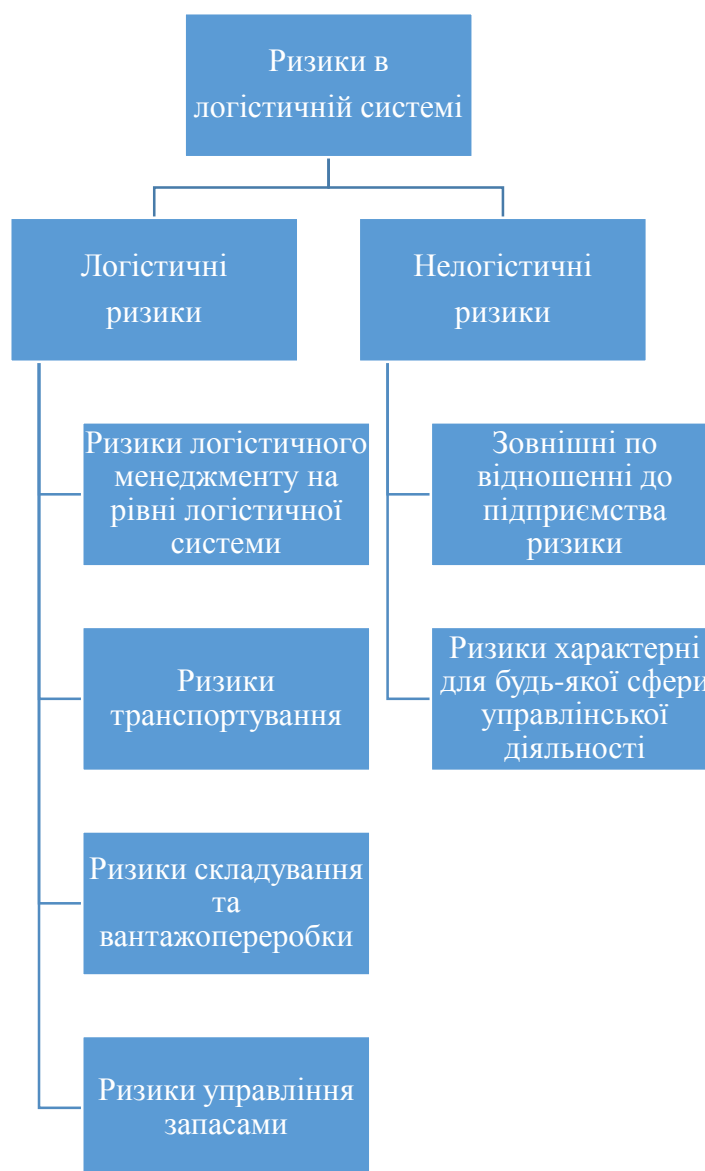 Ризики в
логістичній системі
Логістичні
ризики
Нелогістичні
ризики
Ризики логістичного
менеджменту на
рівні логістичної
системи
Зовнішні по
відношенні до
підприємства
ризики
Ризики
транспортування
Ризики характерні
для будь-якої сфери
управлінської
діяльності
Ризики складування
та
вантажопереробки
Ризики управління
запасами